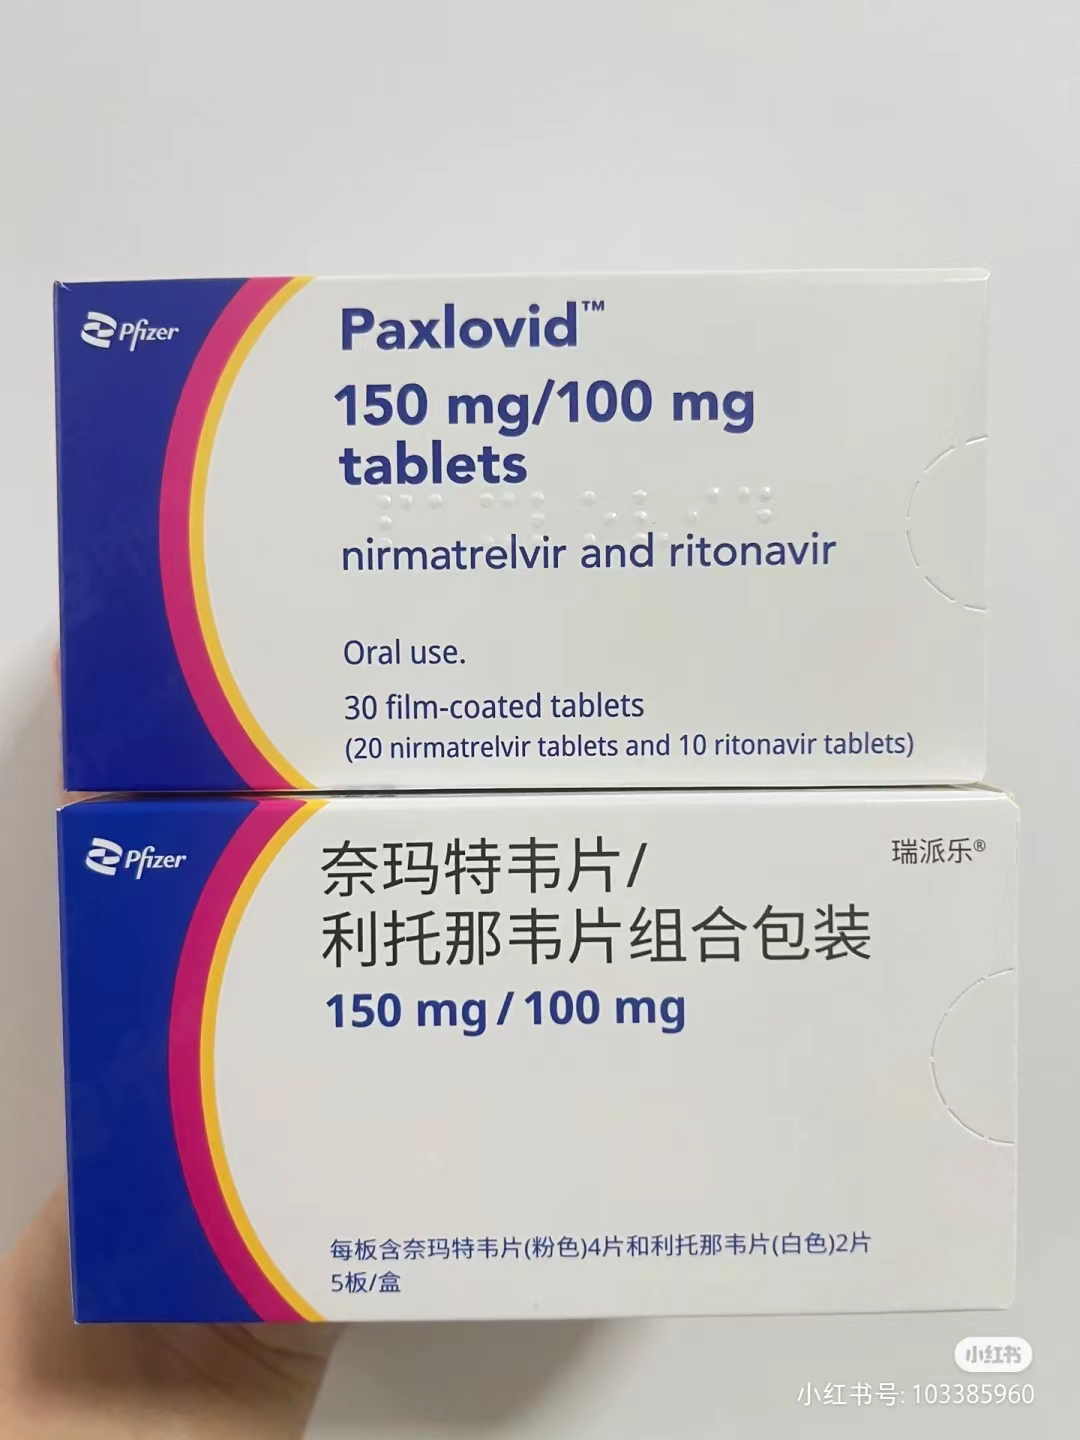 Pfizer
Paxlovid™
150 mg/100 mg
tablets
nirmatrelvir and ritonavir
Oral use.
30 film-coated tablets
(20 nirmatrelvir tablets and 10 ritonavir tablets)
Pfizer
奈玛特韦片/
瑞派乐®
利托那韦片组合包装
150 mg / 100 mg
每板含奈玛特韦片(粉色)4片和利托那韦片(白色)2片
5板/盒
小红书
小红书号: 103385960